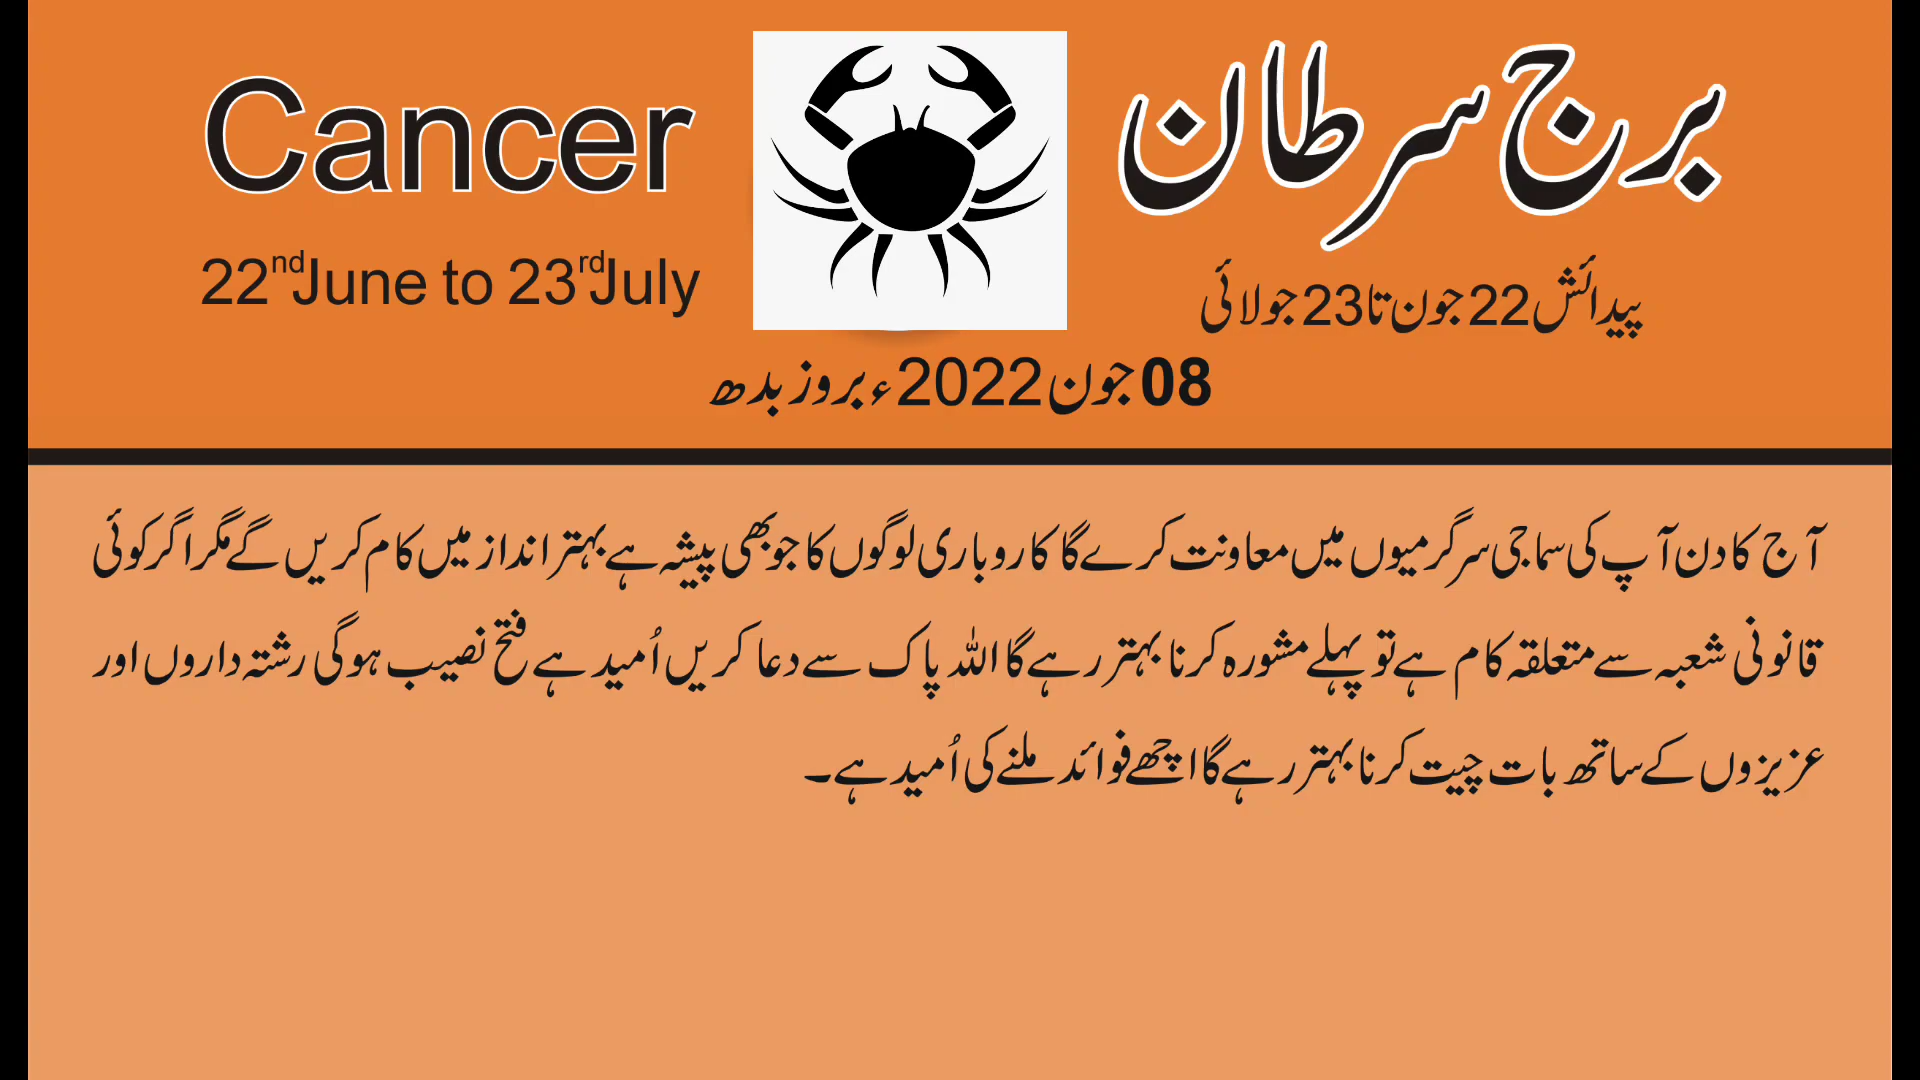 Cancer
برج سرطان
22nd June to 23rd July
پیدائش 22 جون تا 23 جولائی
08 جون 2022ء بروز بدھ
آج کا دن آپ کی سماجی سرگرمیوں میں معاونت کرے گا کاروباری لوگوں کا جو بھی پیشہ ہے بہتر انداز میں کام کریں گے مگر اگر کوئی
قانونی شعبہ سے متعلقہ کام ہے تو پہلے مشورہ کرنا بہتر رہے گا اللہ پاک سے دعا کریں اُمید ہے فتح نصیب ہوگی رشتہ داروں اور
عزیزوں کے ساتھ بات چیت کرنا بہتر رہے گا اچھے فوائد ملنے کی اُمید ہے۔